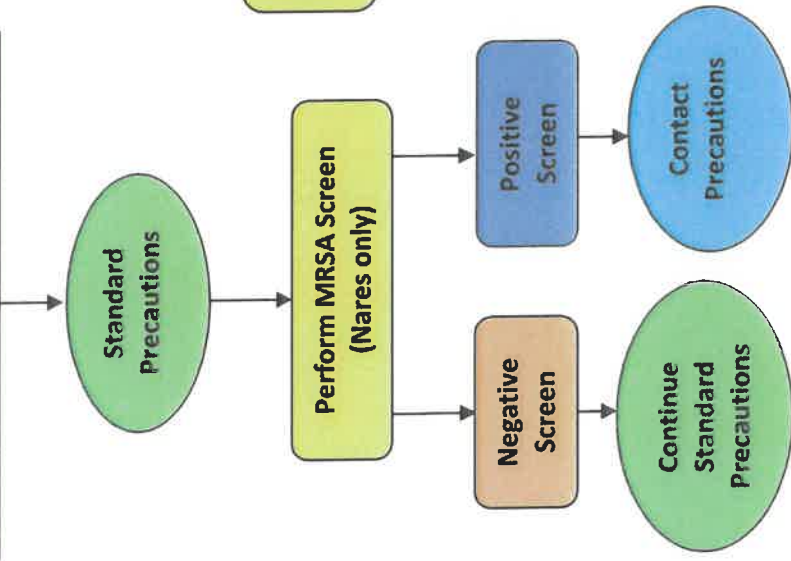 Standard
Precautions
Perform MRSA Screen
(Nares only)
Negative
Screen
Positive
Screen
Continue
Standard
Precautions
Contact
Precautions